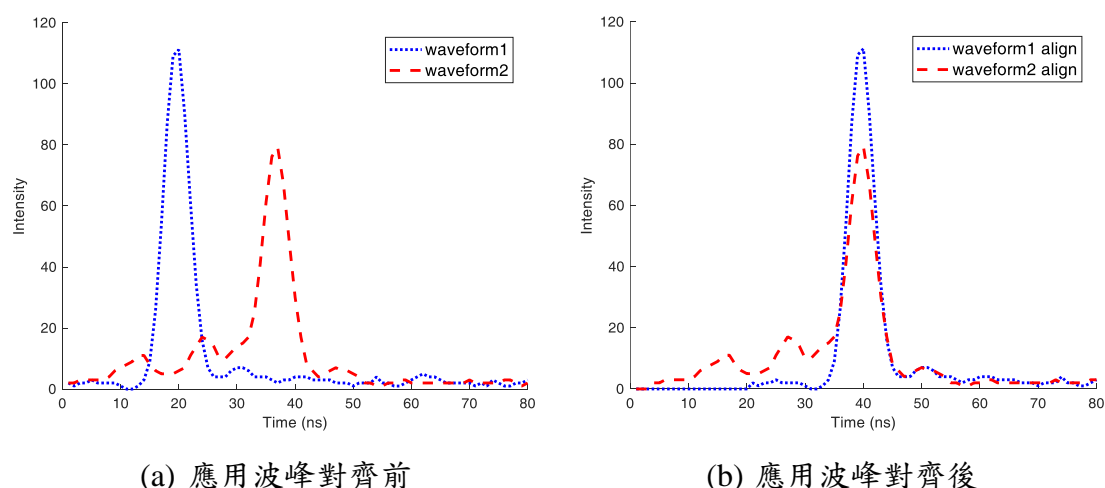 120
100
80
60
40
20
0
Intensity
0 10 20 30 40 50 60 70 80
Time (ns)
waveform1
waveform2
(a) 應用波峰對齊前
120
100
80
60
40
20
0
Intensity
0 10 20 30 40 50 60 70 80
Time (ns)
waveform1 align
waveform2 align
(b) 應用波峰對齊後